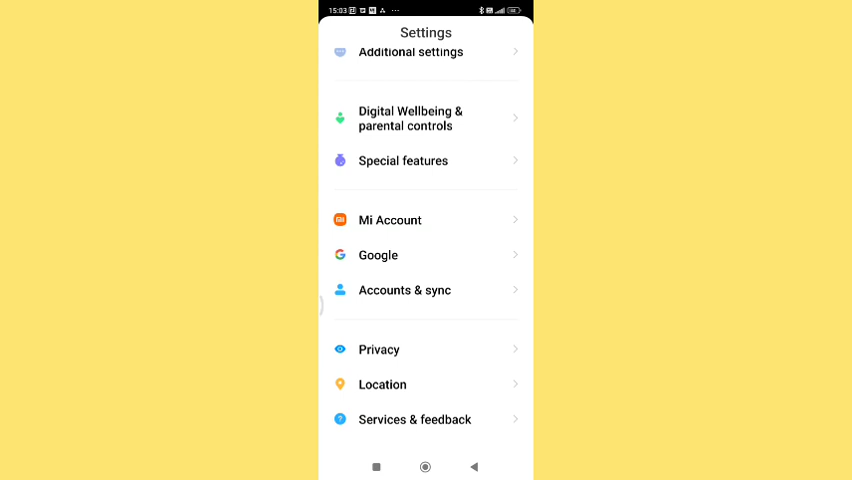 15:03
Settings
Additional settings
Digital Wellbeing &
parental controls
Special features
Mi Account
Google
Accounts & sync
Privacy
Location
Services & feedback